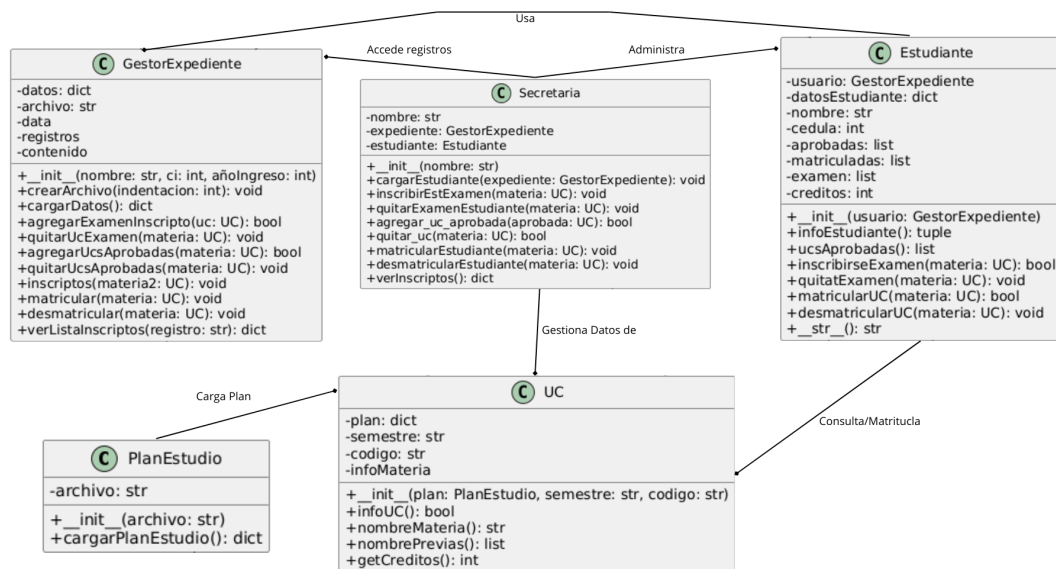 Usa
Accede registros
Administra
C GestorExpediente
-datos: dict
-archivo: str
-data
-registros
-contenido
+__init__(nombre: str, ci: int, añoIngreso: int)
+crearArchivo(indentacion: int): void
+cargarDatos(): dict
+agregarExamenInscripto(uc: UC): bool
+quitarUcExamen(materia: UC): void
+agregarUcsAprobadas(materia: UC): bool
+quitarUcsAprobadas(materia: UC): void
+inscriptos(materia2: UC): void
+matricular(materia: UC): void
+desmatricular(materia: UC): void
+verListaInscriptos(registro: str): dict
C Secretaria
-nombre: str
-expediente: GestorExpediente
-estudiante: Estudiante
+__init__(nombre: str)
+cargarEstudiante(expediente: GestorExpediente): void
+inscribirEstExamen(materia: UC): void
+quitarExamenEstudiante(materia: UC): void
+agregar_uc_aprobada(aprobada: UC): bool
+quitar_uc(materia: UC): bool
+matricularEstudiante(materia: UC): void
+desmatricularEstudiante(materia: UC): void
+verInscriptos(): dict
C Estudiante
-usuario: GestorExpediente
-datosEstudiante: dict
-nombre: str
-cedula: int
-aprobadas: list
-matriculadas: list
-examen: list
-creditos: int
+__init__(usuario: GestorExpediente)
+infoEstudiante(): tuple
+ucsAprobadas(): list
+inscribirseExamen(materia: UC): bool
+quitatExamen(materia: UC): void
+matricularUC(materia: UC): bool
+desmatricularUC(materia: UC): void
+__str__(): str
Gestiona Datos de
Carga Plan
Consulta/Matritucla
C PlanEstudio
-archivo: str
+__init__(archivo: str)
+cargarPlanEstudio(): dict
C UC
-plan: dict
-semestre: str
-codigo: str
-infoMateria
+__init__(plan: PlanEstudio, semestre: str, codigo: str)
+infoUC(): bool
+nombreMateria(): str
+nombrePrevias(): list
+getCreditos(): int